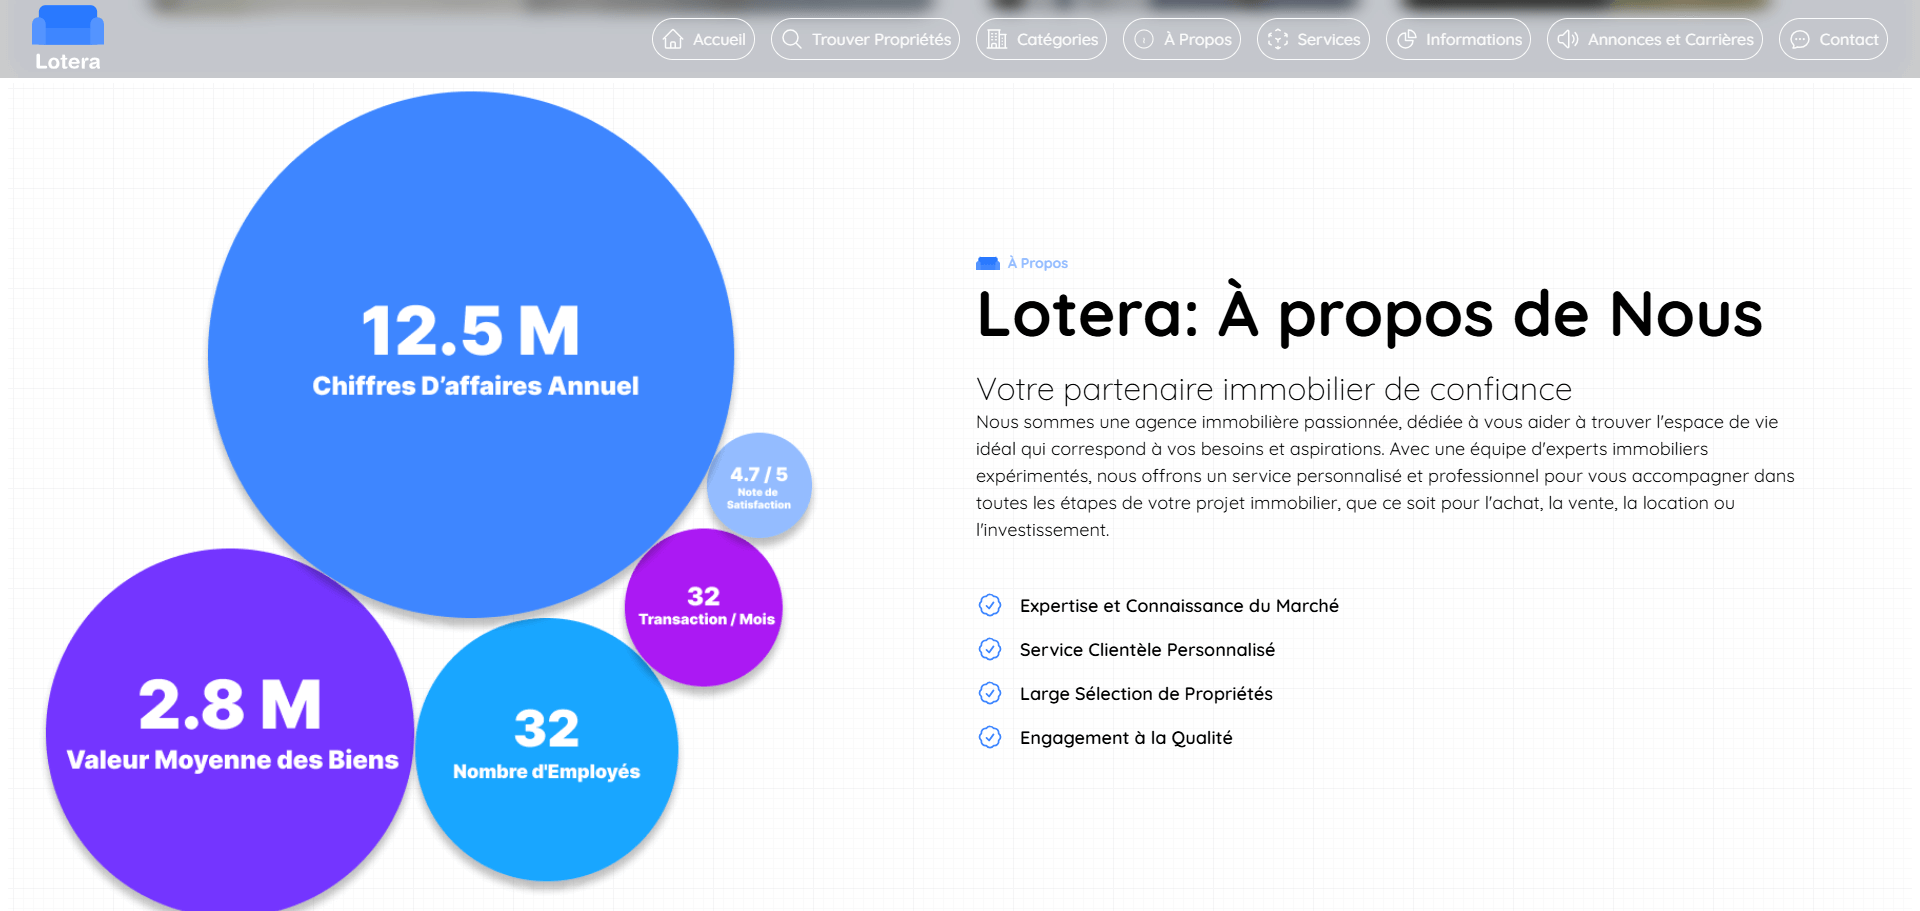 Lotera
Accueil
Trouver Propriétés
Catégories
À Propos
Services
Informations
Annonces et Carrières
Contact
12.5 M
Chiffres D’affaires Annuel
4.7 / 5
Note de
Satisfaction
32
Transaction / Mois
2.8 M
Valeur Moyenne des Biens
32
Nombre d'Employés
À Propos
Lotera: À propos de Nous
Votre partenaire immobilier de confiance
Nous sommes une agence immobilière passionnée, dédiée à vous aider à trouver l'espace de vie
idéal qui correspond à vos besoins et aspirations. Avec une équipe d'experts immobiliers
expérimentés, nous offrons un service personnalisé et professionnel pour vous accompagner dans
toutes les étapes de votre projet immobilier, que ce soit pour l'achat, la vente, la location ou
l'investissement.
Expertise et Connaissance du Marché
Service Clientèle Personnalisé
Large Sélection de Propriétés
Engagement à la Qualité